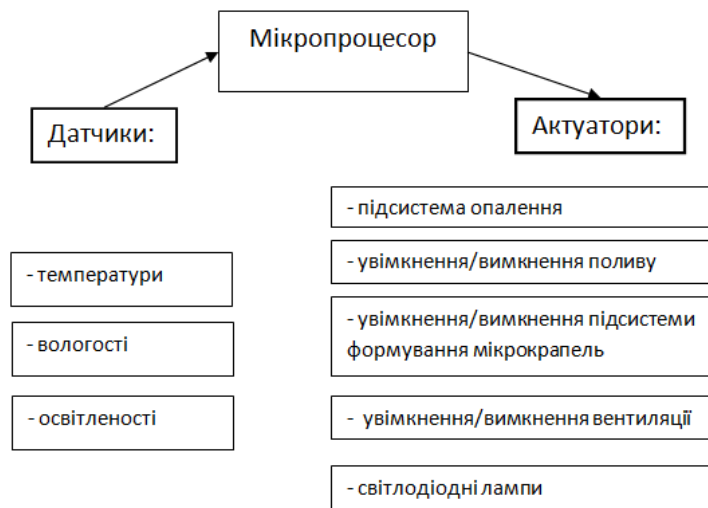 Мікропроцесор
Датчики:
Актуатори:
- температури
- вологості
- освітленості
- підсистема опалення
- увімкнення/вимкнення поливу
- увімкнення/вимкнення підсистеми
формування мікрокрапель
- увімкнення/вимкнення вентиляції
- світлодіодні лампи